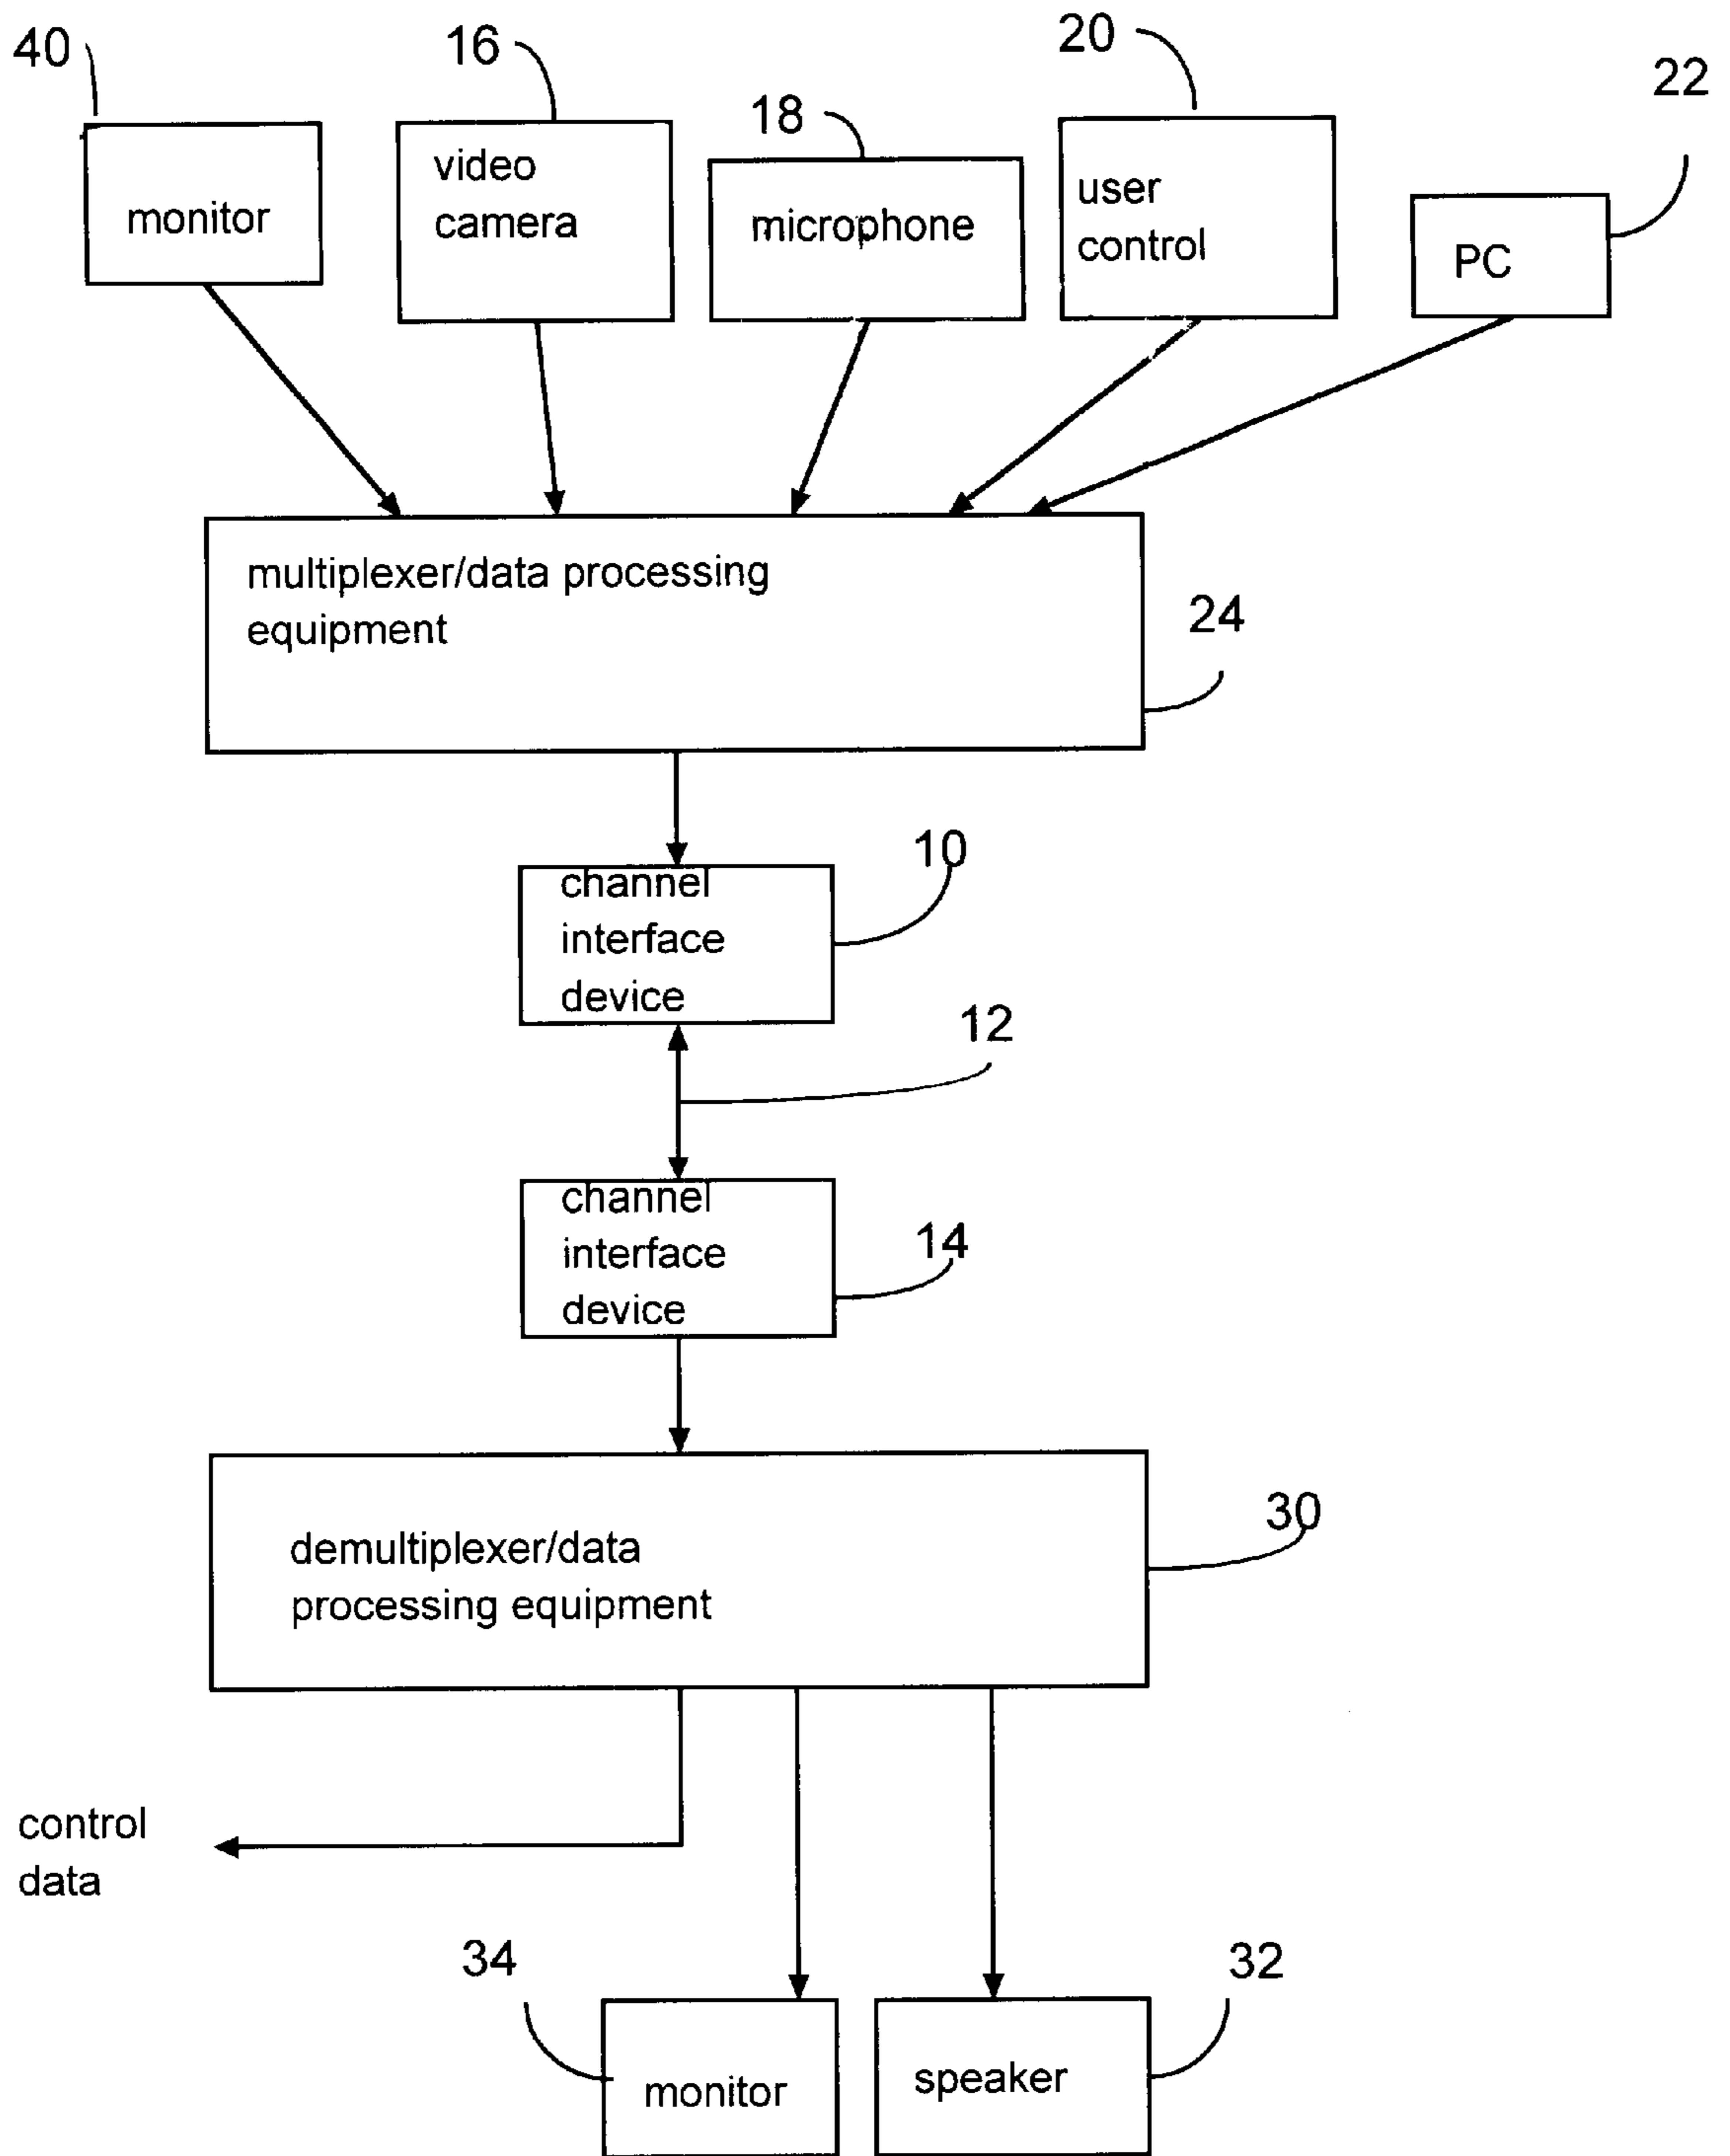 40
16
20
22
18
monitor
video
camera
microphone
user
control
PC
multiplexer/data processing
equipment
24
10
channel
interface
device
12
channel
interface
device
14
30
demultiplexer/data
processing equipment
control
data
34
32
monitor
speaker